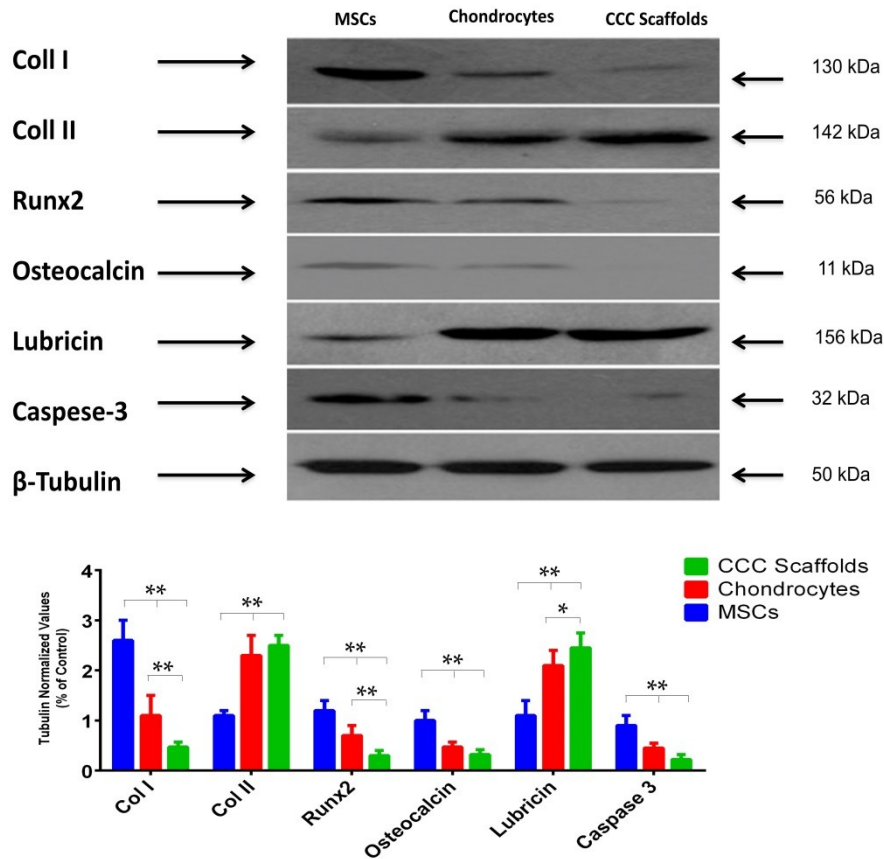 MSCs Chondrocytes CCC Scaffolds
Coll I 130 kDa
Coll II 142 kDa
Runx2 56 kDa
Osteocalcin 11 kDa
Lubricin 156 kDa
Caspese-3 32 kDa
β-Tubulin 50 kDa
Tubulin Normalized Values
(% of Control)
4
3
2
1
0
** ** ** ** ** ** ** * **
CCC Scaffolds
Chondrocytes
MSCs
Col I
Col II
Runx2
Osteocalcin
Lubricin
Caspase 3